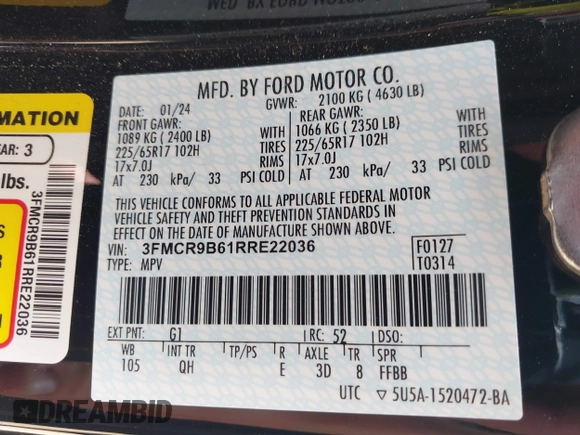 MFD. BY FORD MOTOR CO.
DATE: 01/24 GVWR: 2100 KG ( 4630 LB)
FRONT GAWR: REAR GAWR:
1089 KG ( 2400 LB) WITH 1066 KG ( 2350 LB) WITH
225/65R17 102H TIRES 225/65R17 102H TIRES
17x7.0J RIMS 17x7.0J RIMS
AT 230 kPa/ 33 PSI COLD AT 230 kPa/ 33 PSI COLD
THIS VEHICLE CONFORMS TO ALL APPLICABLE FEDERAL MOTOR
VEHICLE SAFETY AND THEFT PREVENTION STANDARDS IN
EFFECT ON THE DATE OF MANUFACTURE SHOWN ABOVE.
VIN: 3FMCR9B61RRE22036 F0127
TYPE: MPV T0314
EXT PNT: G1 RC: 52 DSO:
WB INT TR TP/PS R AXLE TR SPR
105 QH E 3D 8 FFBB
UTC ▽ 5U5A-1520472-BA
MATION
EAR: 3
lbs.
3FMCR9B61RRE22036
DREAMBID